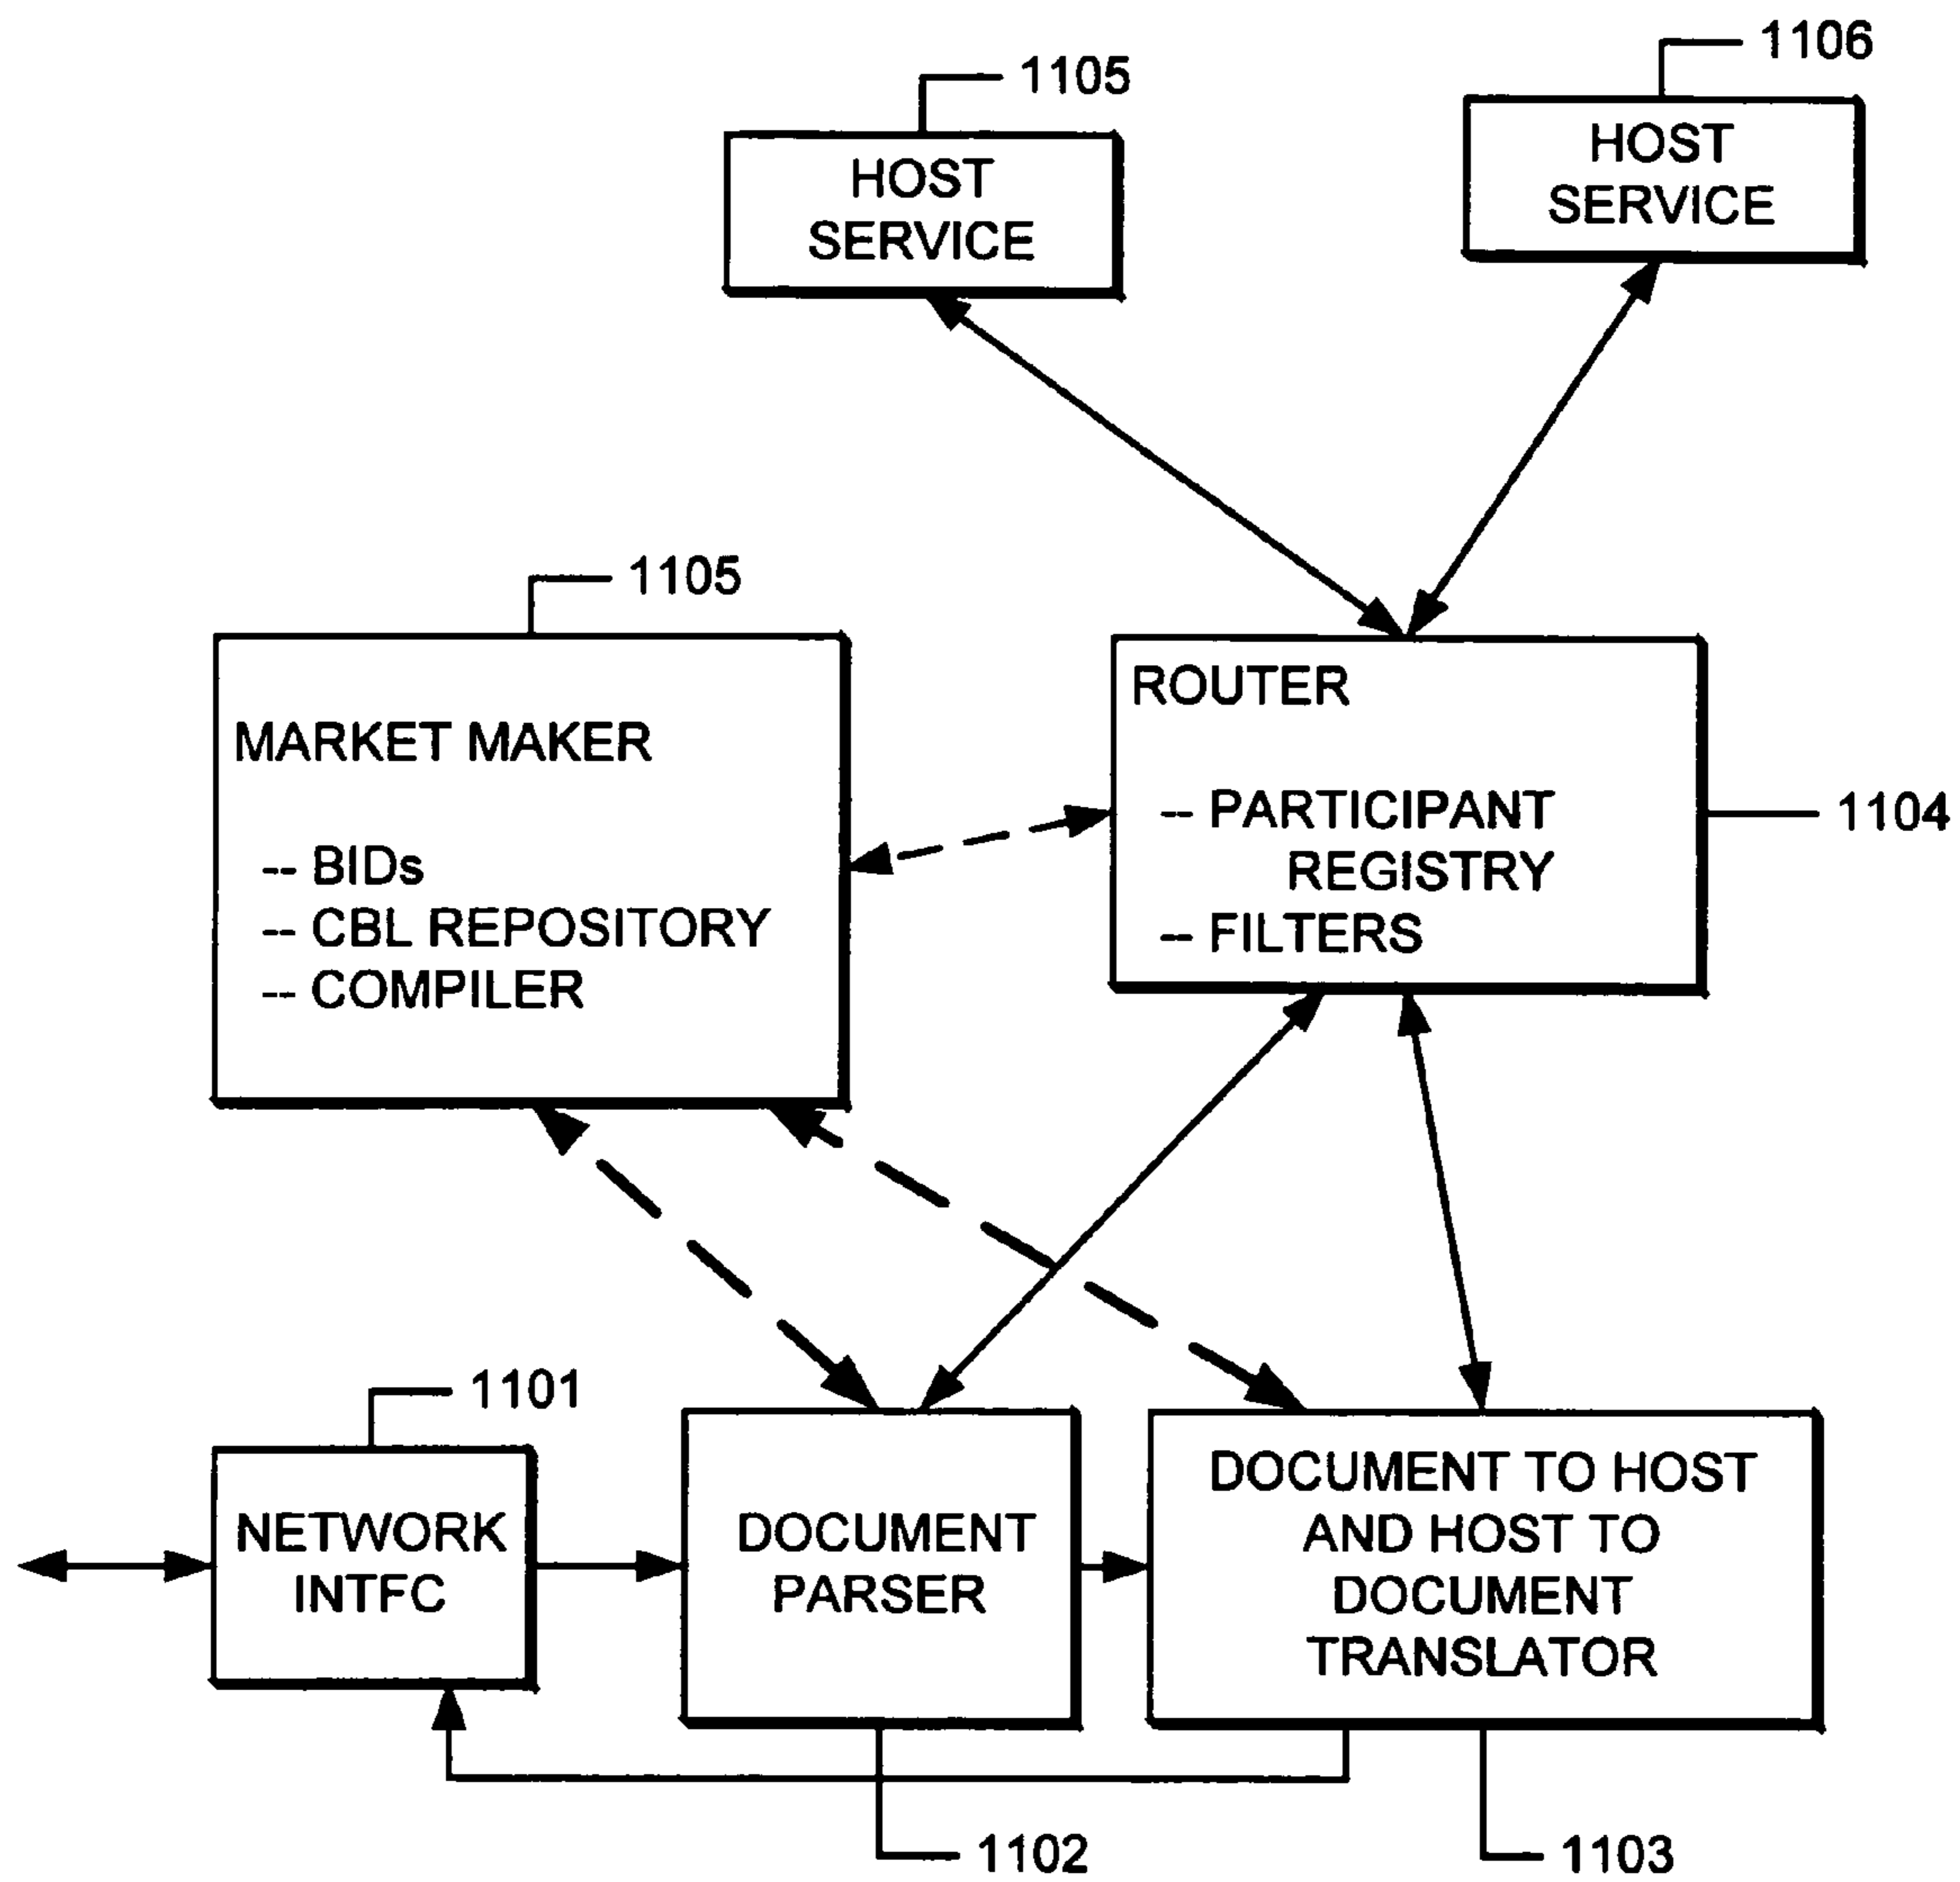 1106
1105
HOST
SERVICE
HOST
SERVICE
1105
MARKET MAKER
-- BIDs
-- CBL REPOSITORY
-- COMPILER
ROUTER
-- PARTICIPANT
REGISTRY
-- FILTERS
1104
1101
NETWORK
INTFC
DOCUMENT
PARSER
DOCUMENT TO HOST
AND HOST TO
DOCUMENT
TRANSLATOR
1102
1103